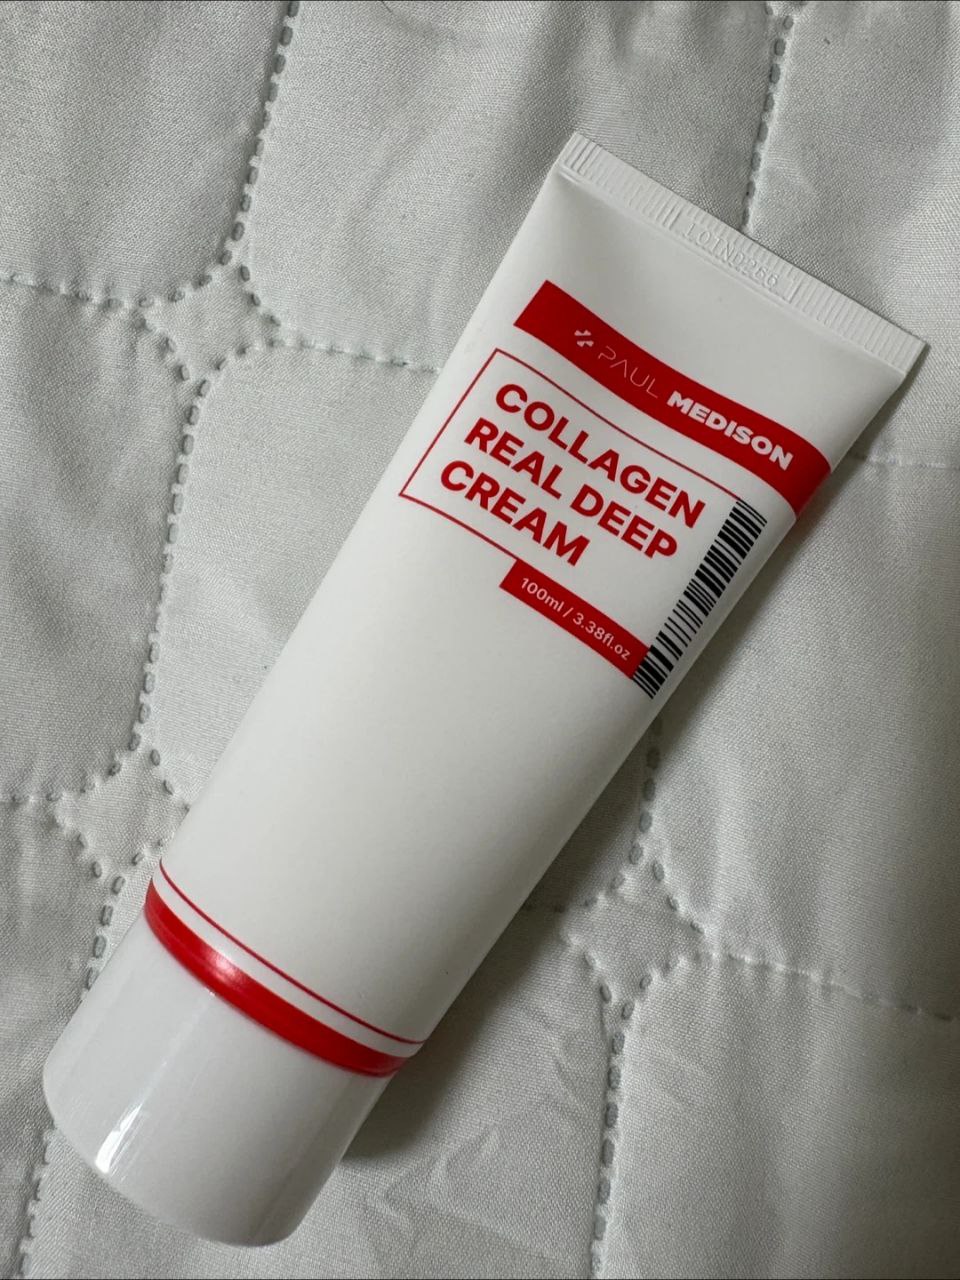 PAUL MEDISON
COLLAGEN
REAL DEEP
CREAM
100ml / 3.38fl.oz